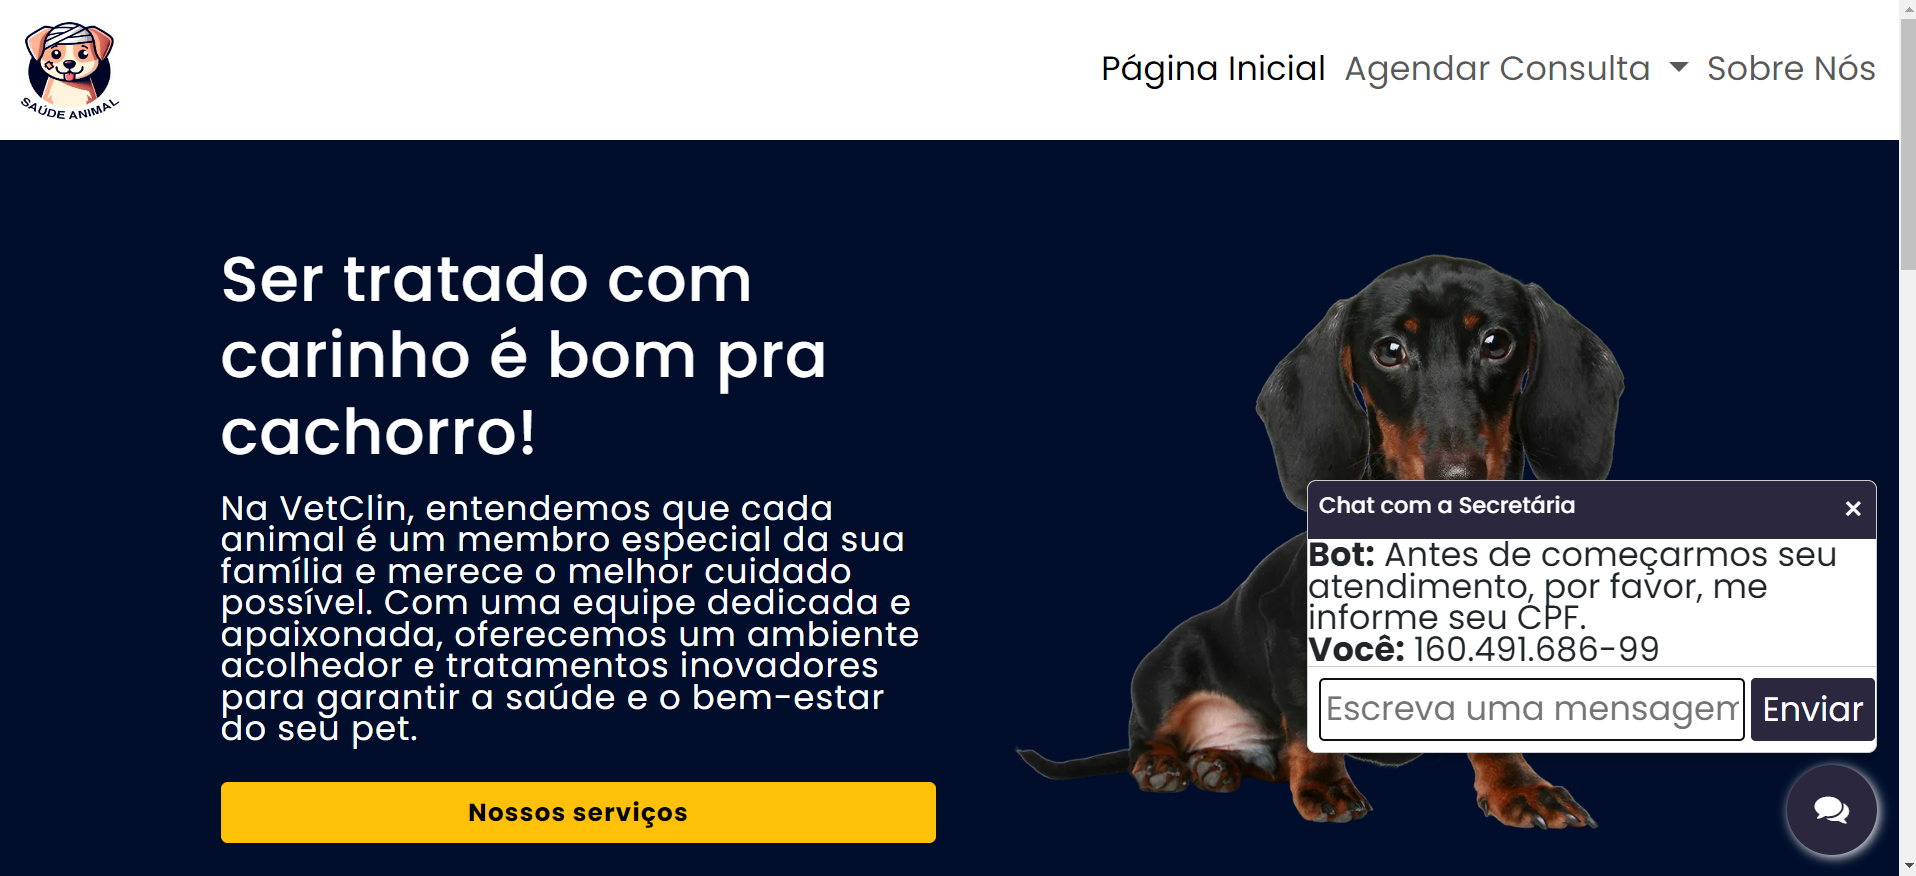 SAÚDE ANIMAL
Página Inicial Agendar Consulta Sobre Nós
Ser tratado com
carinho é bom pra
cachorro!
Na VetClin, entendemos que cada
animal é um membro especial da sua
família e merece o melhor cuidado
possível. Com uma equipe dedicada e
apaixonada, oferecemos um ambiente
acolhedor e tratamentos inovadores
para garantir a saúde e o bem-estar
do seu pet.
Nossos serviços
Chat com a Secretária ×
Bot: Antes de começarmos seu
atendimento, por favor, me
informe seu CPF.
Você: 160.491.686-99
Escreva uma mensagem
Enviar